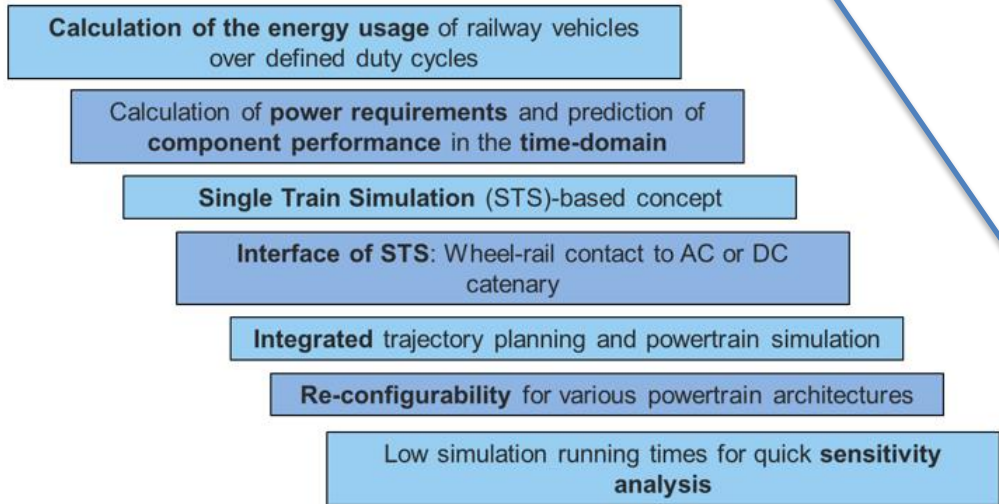 Calculation of the energy usage of railway vehicles
over defined duty cycles
Calculation of power requirements and prediction of
component performance in the time-domain
Single Train Simulation (STS)-based concept
Interface of STS: Wheel-rail contact to AC or DC
catenary
Integrated trajectory planning and powertrain simulation
Re-configurability for various powertrain architectures
Low simulation running times for quick sensitivity
analysis